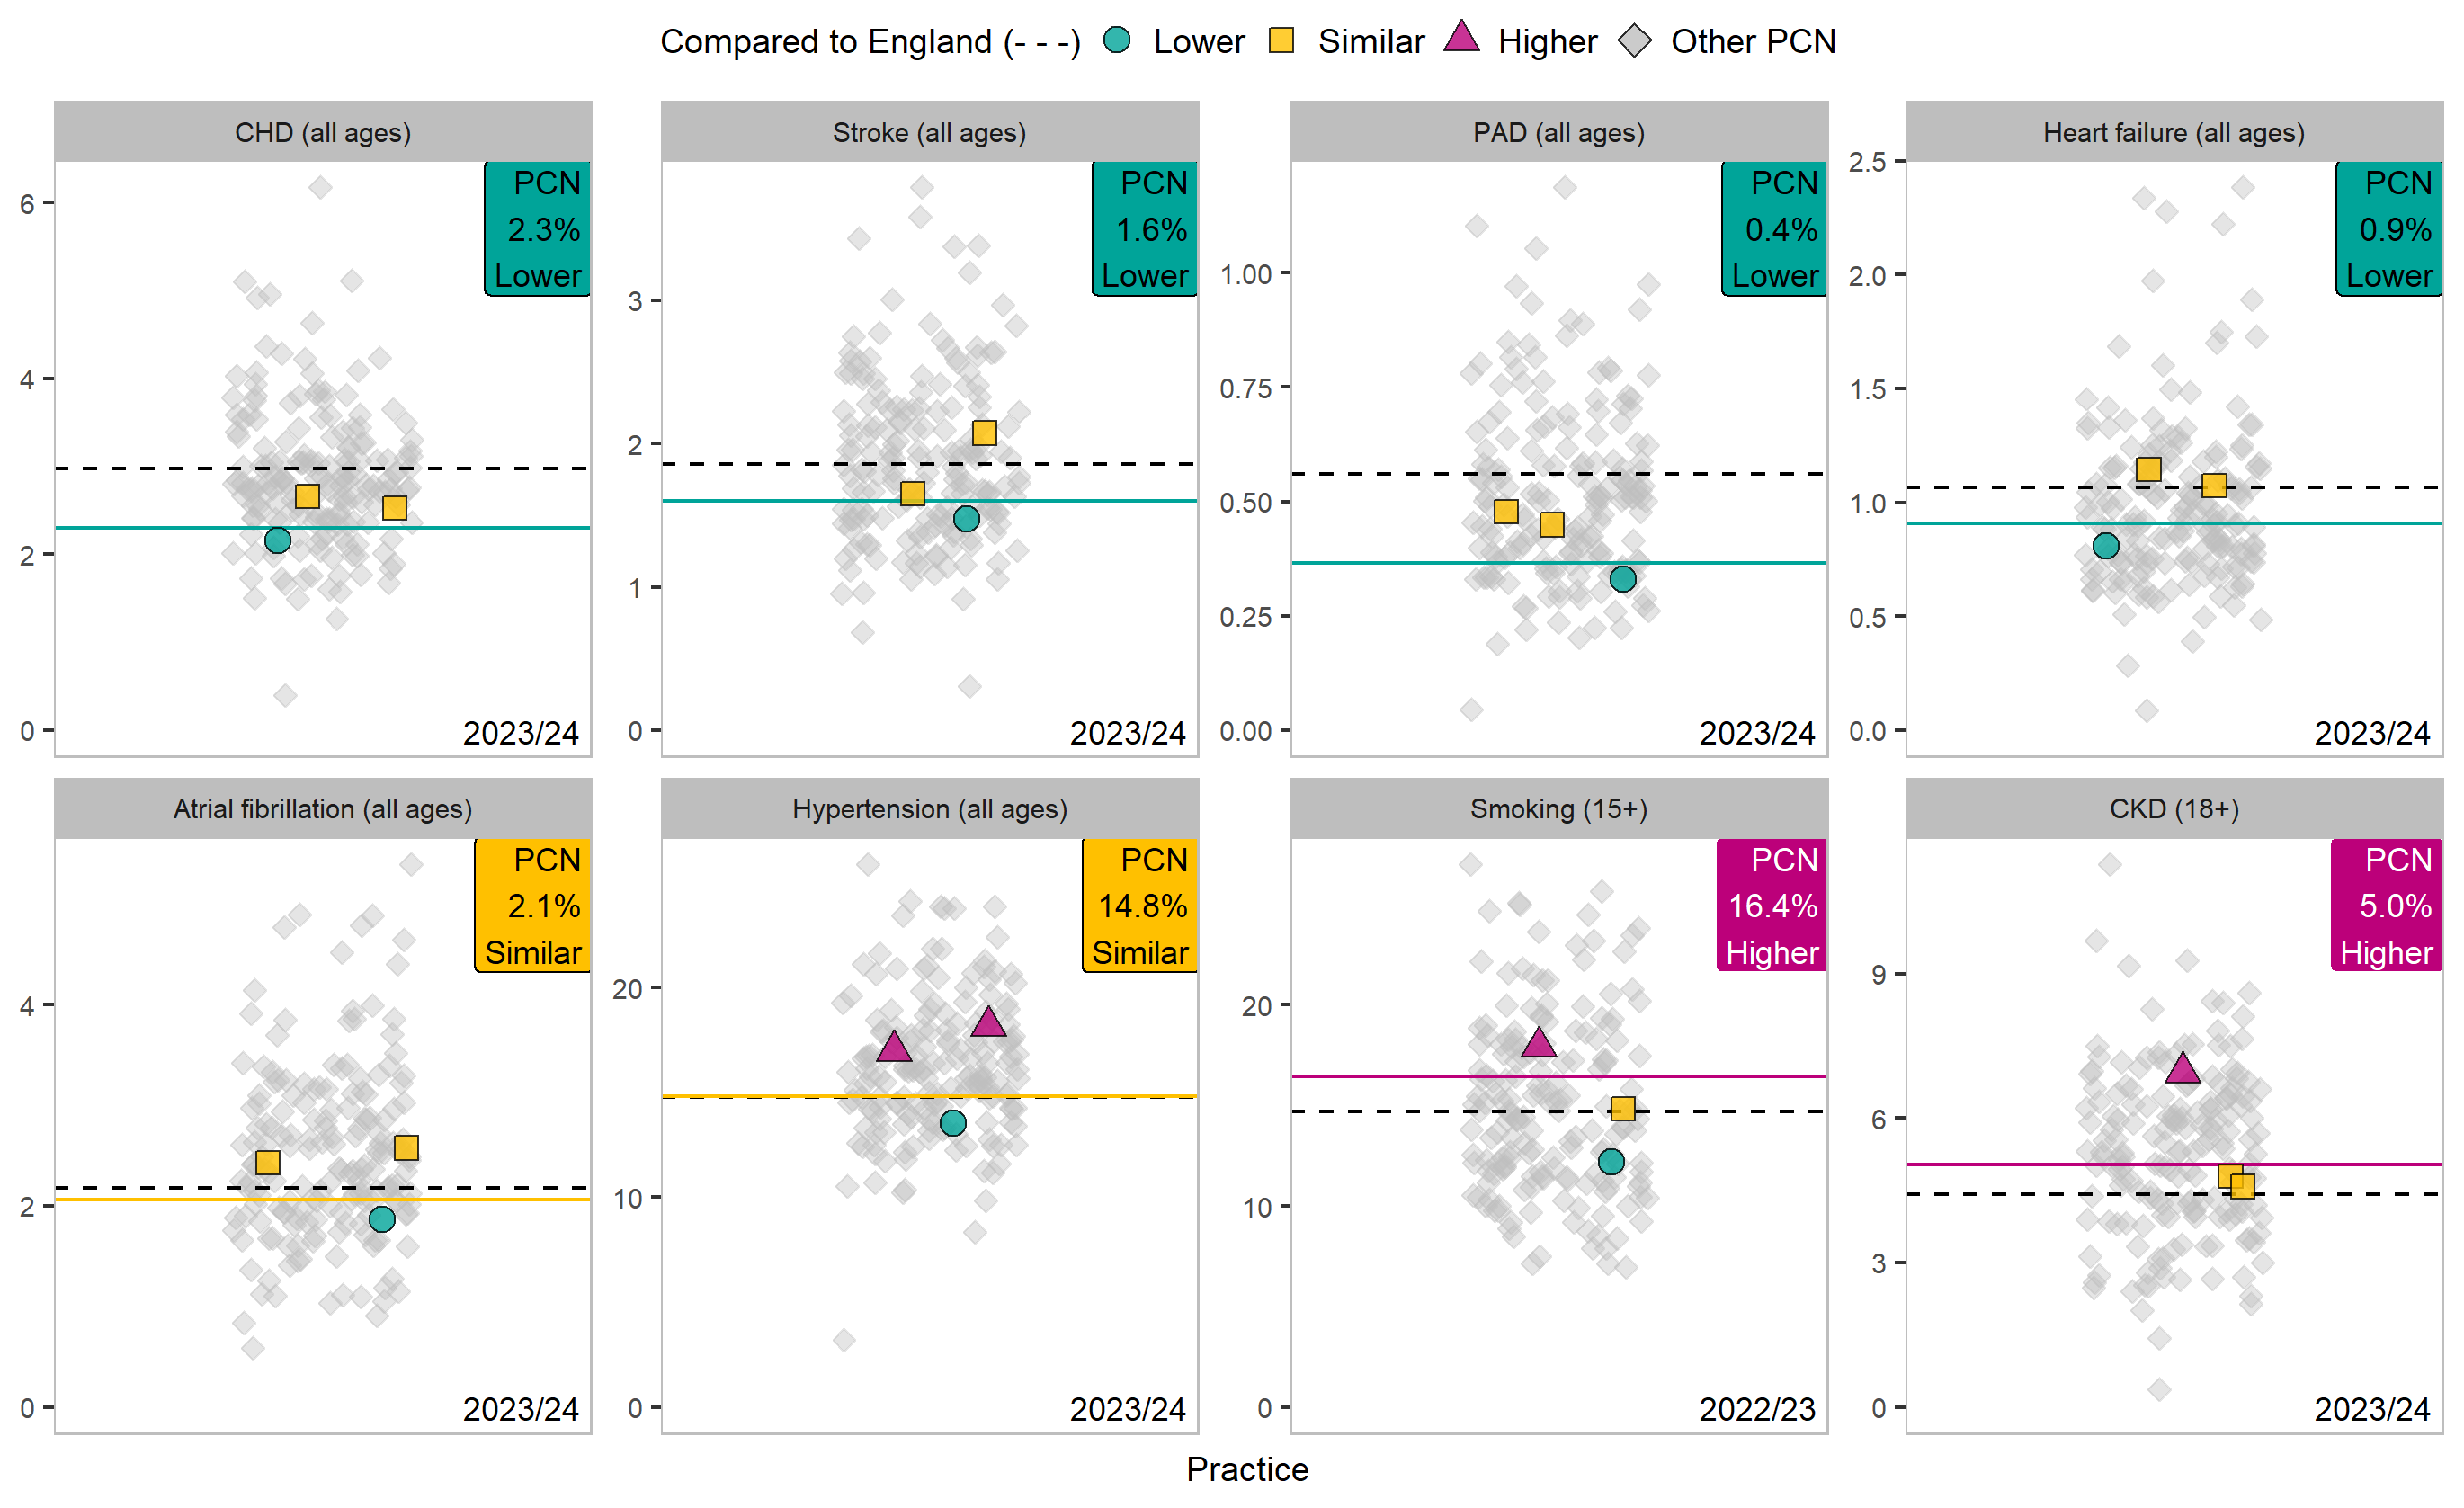 Compared to England (- - -) Lower Similar Higher Other PCN
CHD (all ages)
PCN
2.3%
Lower
6
4
2
0
2023/24
Stroke (all ages)
PCN
1.6%
Lower
3
2
1
0
2023/24
PAD (all ages)
PCN
0.4%
Lower
1.00
0.75
0.50
0.25
0.00
2023/24
Heart failure (all ages)
PCN
0.9%
Lower
2.5
2.0
1.5
1.0
0.5
0.0
2023/24
Atrial fibrillation (all ages)
PCN
2.1%
Similar
4
2
0
2023/24
Hypertension (all ages)
PCN
14.8%
Similar
20
10
0
2023/24
Smoking (15+)
PCN
16.4%
Higher
20
10
0
2022/23
CKD (18+)
PCN
5.0%
Higher
9
6
3
0
2023/24
Practice